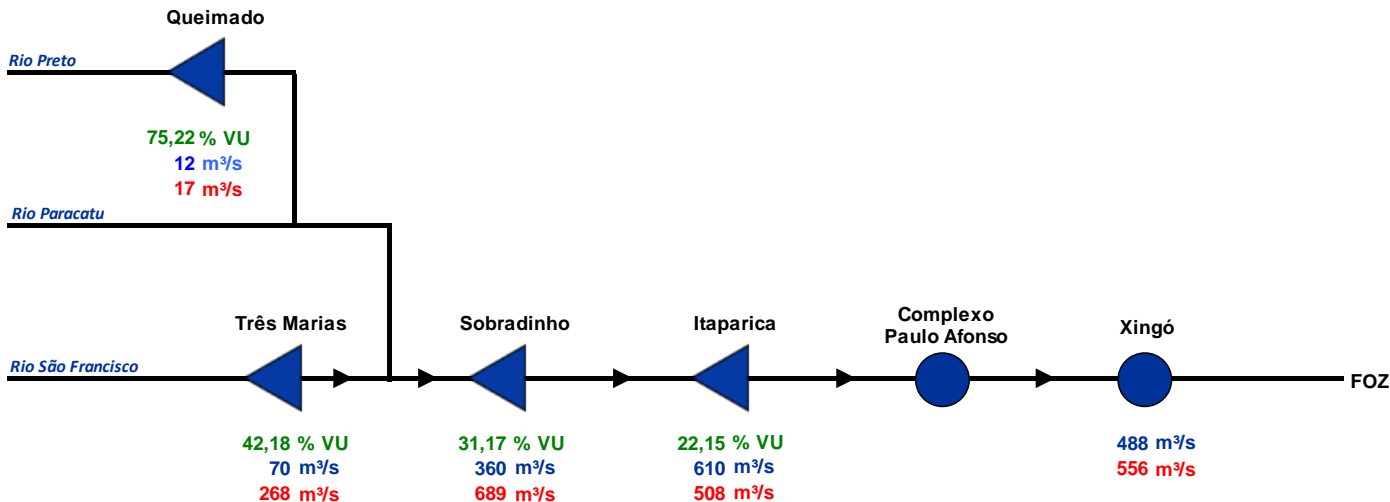 Queimado
Rio Preto
75,22 % VU
12 m³/s
17 m³/s
Rio Paracatu
Três Marias
Sobradinho
Itaparica
Complexo
Paulo Afonso
Xingó
Rio São Francisco
FOZ
42,18 % VU
70 m³/s
268 m³/s
31,17 % VU
360 m³/s
689 m³/s
22,15 % VU
610 m³/s
508 m³/s
488 m³/s
556 m³/s